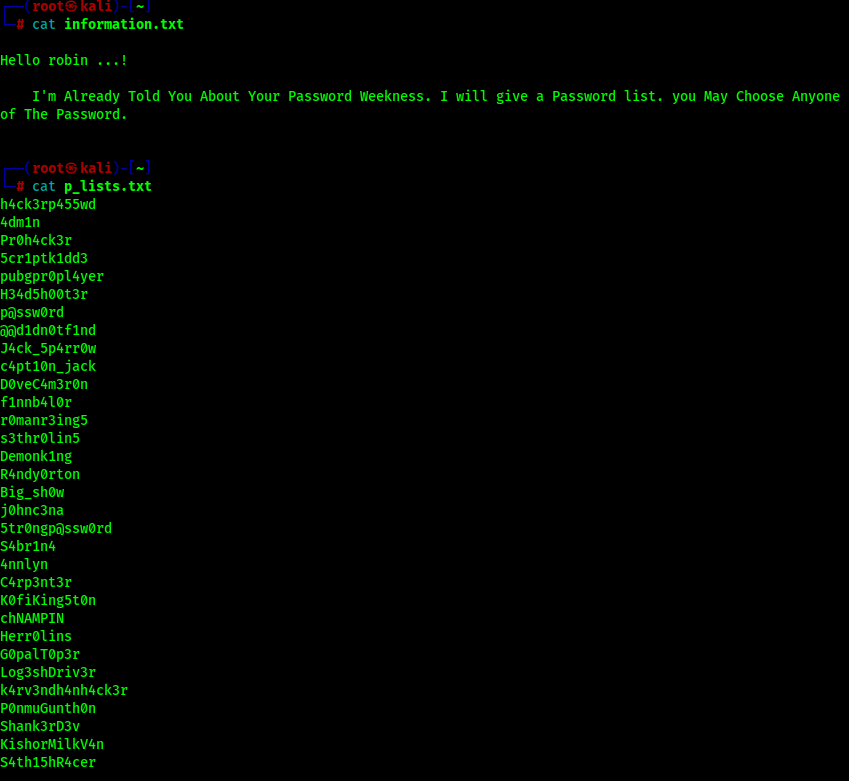 ┌──(root㉿kali)-[~]
└─# cat information.txt
Hello robin ...!
I'm Already Told You About Your Password Weekness. I will give a Password list. you May Choose Anyone
of The Password.
┌──(root㉿kali)-[~]
└─# cat p_lists.txt
h4ck3rp455wd
4dm1n
Pr0h4ck3r
5cr1ptk1dd3
pubgpr0pl4yer
H34d5h00t3r
p@ssw0rd
@@d1dn0tf1nd
J4ck_5p4rr0w
c4pt10n_jack
D0veC4m3r0n
f1nnb4l0r
r0manr3ing5
s3thr0lin5
Demonk1ng
R4ndy0rton
Big_sh0w
j0hnc3na
5tr0ngp@ssw0rd
S4br1n4
4nnlyn
C4rp3nt3r
K0fiKing5t0n
chNAMPIN
Herr0lins
G0palT0p3r
Log3shDriv3r
k4rv3ndh4nh4ck3r
P0nmuGunth0n
Shank3rD3v
KishorMilkV4n
S4th15hR4cer